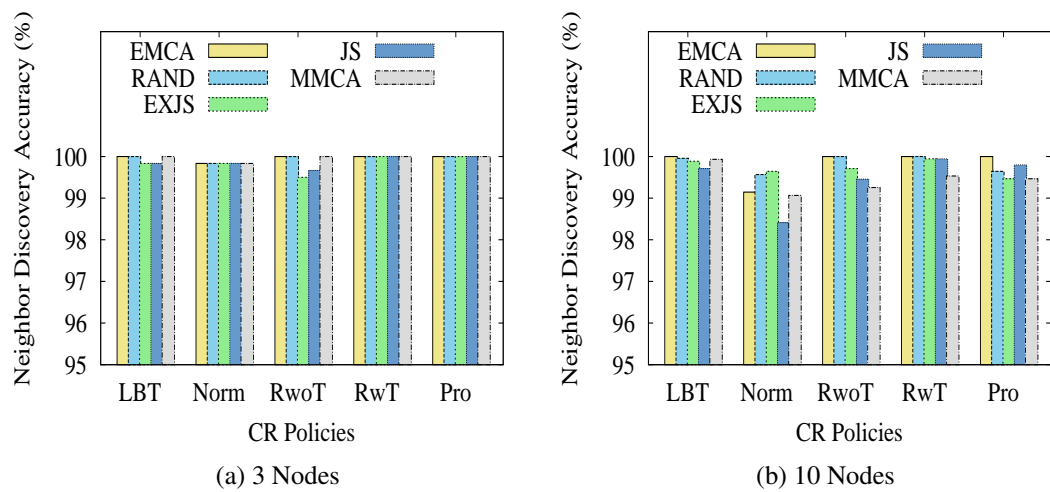 Neighbor Discovery Accuracy (%)
EMCA
RAND
EXJS
JS
MMCA
100
99
98
97
96
95
LBT Norm RwoT RwT Pro
CR Policies
(a) 3 Nodes
Neighbor Discovery Accuracy (%)
EMCA
RAND
EXJS
JS
MMCA
100
99
98
97
96
95
LBT Norm RwoT RwT Pro
CR Policies
(b) 10 Nodes